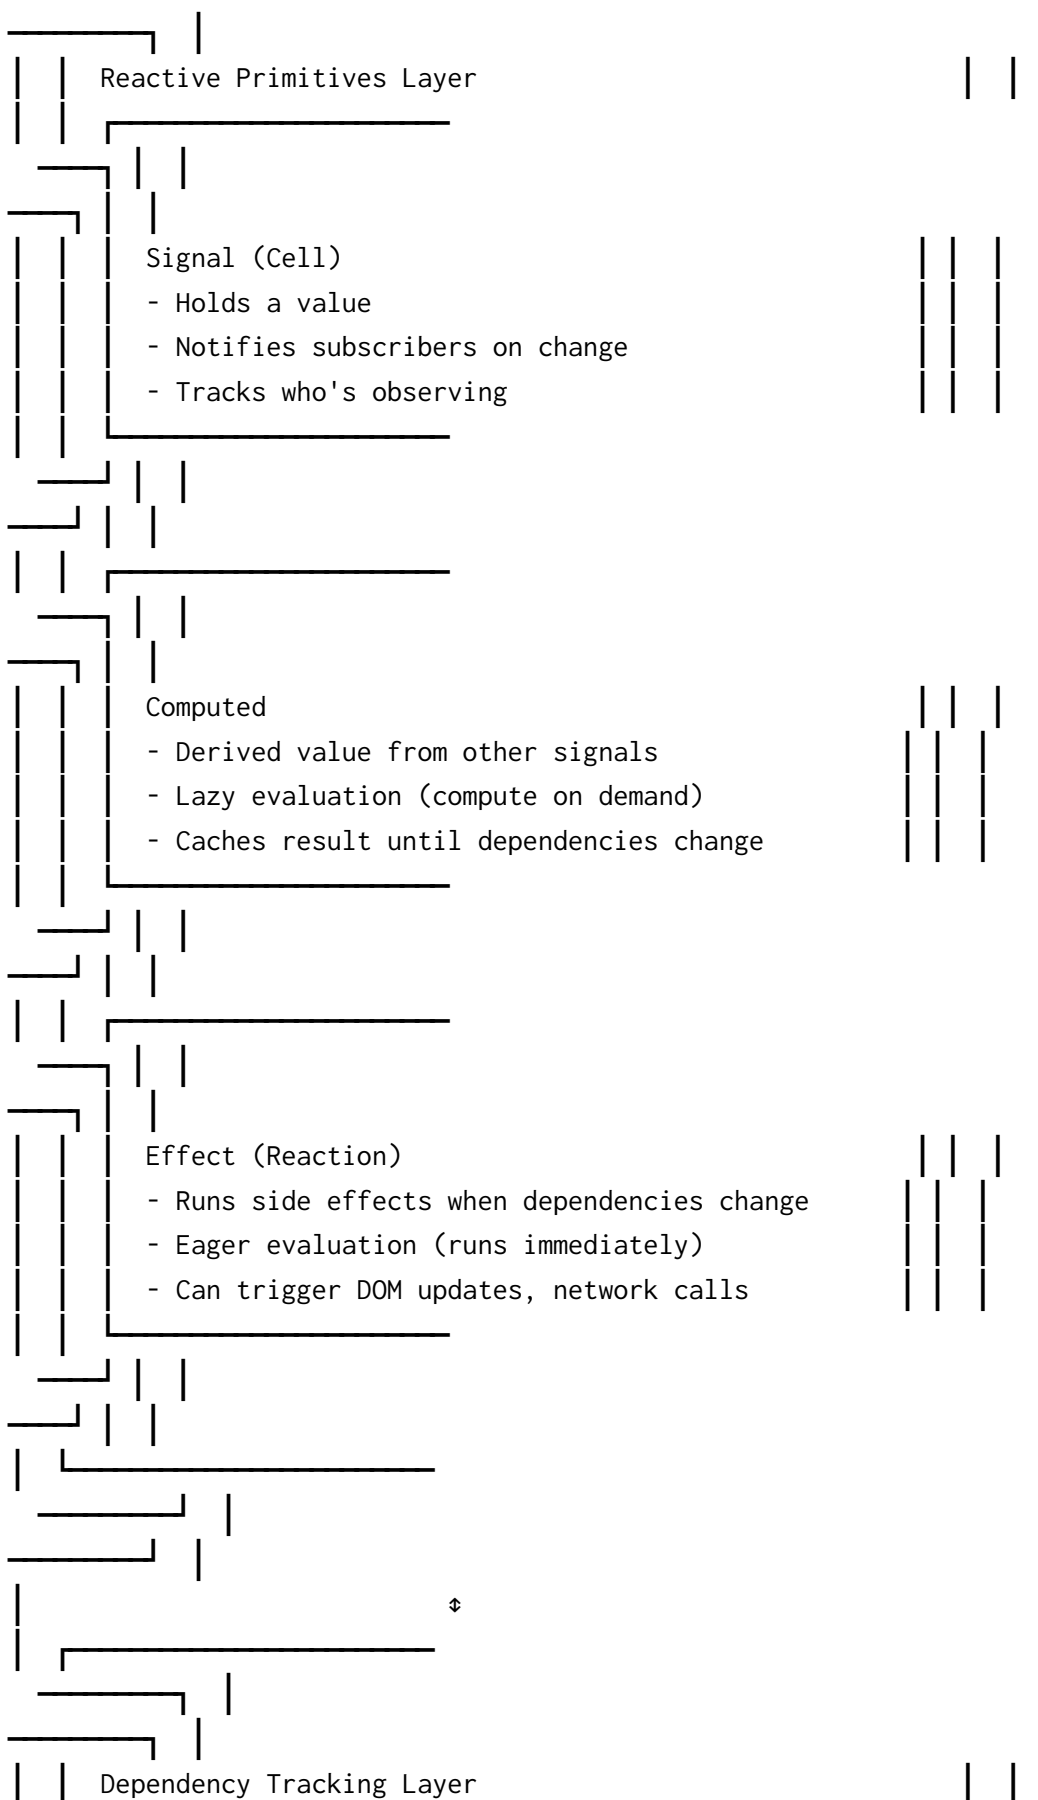 Reactive Primitives Layer
Signal (Cell)
- Holds a value
- Notifies subscribers on change
- Tracks who's observing
Computed
- Derived value from other signals
- Lazy evaluation (compute on demand)
- Caches result until dependencies change
Effect (Reaction)
- Runs side effects when dependencies change
- Eager evaluation (runs immediately)
- Can trigger DOM updates, network calls
↕
Dependency Tracking Layer